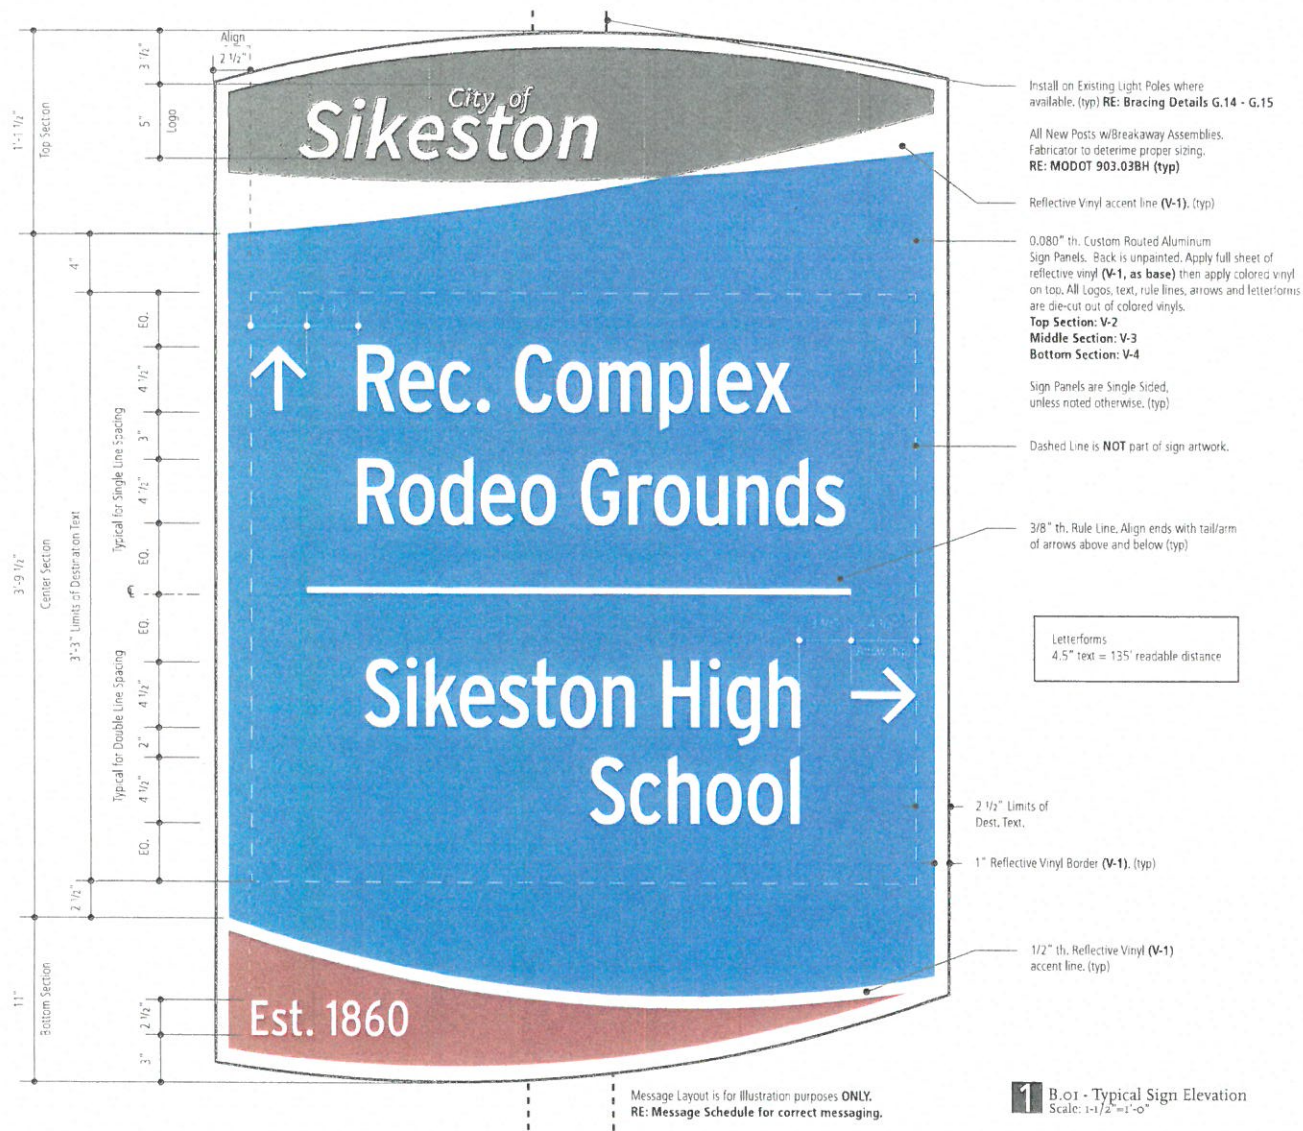 Align
2 1/2"
3 1/2"
5"
Logo
1'-1 1/2"
Top Section
City of
Sikeston
Install on Existing Light Poles where
available. (typ) RE: Bracing Details G.14 - G.15
All New Posts w/Breakaway Assemblies.
Fabricator to deterime proper sizing.
RE: MODOT 903.03BH (typ)
Reflective Vinyl accent line (V-1). (typ)
0.080" th. Custom Routed Aluminum
Sign Panels. Back is unpainted. Apply full sheet of
reflective vinyl (V-1, as base) then apply colored vinyl
on top. All Logos, text, rule lines, arrows and letterforms
are die-cut out of colored vinyls.
Top Section: V-2
Middle Section: V-3
Bottom Section: V-4
Sign Panels are Single Sided,
unless noted otherwise. (typ)
Dashed Line is NOT part of sign artwork.
3/8" th. Rule Line. Align ends with tail/arm
of arrows above and below (typ)
Letterforms
4.5" text = 135' readable distance
2 1/2" Limits of
Dest. Text.
1" Reflective Vinyl Border (V-1). (typ)
1/2" th. Reflective Vinyl (V-1)
accent line. (typ)
4"
EQ.
4 1/2"
3"
4 1/2"
EQ.
EQ.
4 1/2"
2"
4 1/2"
EQ.
2 1/2"
Typical for Single Line Spacing
Typical for Double Line Spacing
3'-3" Limits of Destination Text
3'-9 1/2"
Center Section
↑ Rec. Complex
Rodeo Grounds
Sikeston High →
School
11"
Bottom Section
2 1/2"
3"
Est. 1860
Message Layout is for Illustration purposes ONLY.
RE: Message Schedule for correct messaging.
1 B.01 - Typical Sign Elevation
Scale: 1-1/2"=1'-0"